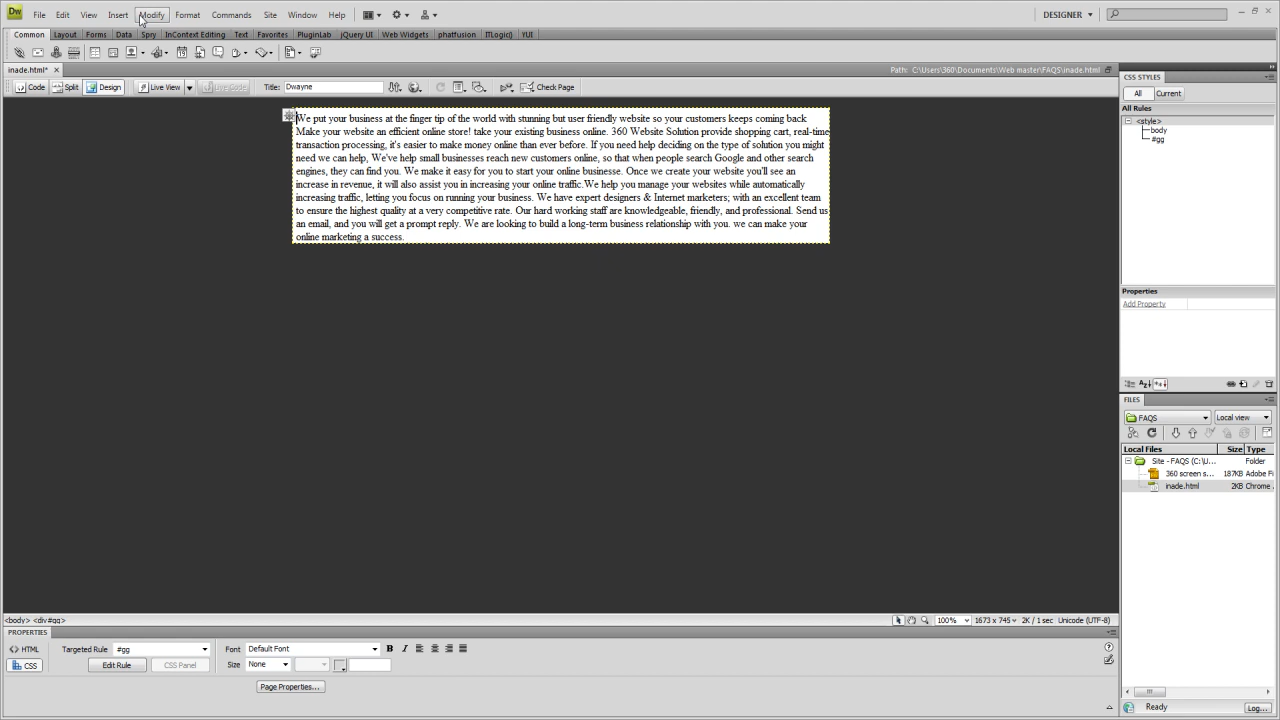 Dw File Edit View Insert Modify Format Commands Site Window Help DESIGNER
Common Layout Forms Data Spry InContext Editing Text Favorites PluginLab jQuery UI Web Widgets phatfusion ITLogic() YUI
inade.html* × Path: C:\Users\360\Documents\Web master\FAQS\inade.html
Code Split Design Live View Live Code Title: Dwayne Check Page
We put your business at the finger tip of the world with stunning but user friendly website so your customers keeps coming back
Make your website an efficient online store! take your existing business online. 360 Website Solution provide shopping cart, real-time
transaction processing, it's easier to make money online than ever before. If you need help deciding on the type of solution you might
need we can help, We've help small businesses reach new customers online, so that when people search Google and other search
engines, they can find you. We make it easy for you to start your online businesse. Once we create your website you'll see an
increase in revenue, it will also assist you in increasing your online traffic.We help you manage your websites while automatically
increasing traffic, letting you focus on running your business. We have expert designers & Internet marketers; with an excellent team
to ensure the highest quality at a very competitive rate. Our hard working staff are knowledgeable, friendly, and professional. Send us
an email, and you will get a prompt reply. We are looking to build a long-term business relationship with you. we can make your
online marketing a success.
CSS STYLES
All Current
All Rules
<style>
body
#gg
Properties
Add Property
FILES
FAQS Local view
Local Files Size Type
Site - FAQS (C:\U... Folder
360 screen s... 187KB Adobe Fi
inade.html 2KB Chrome
Ready Log...
<body> <div#gg> 100% 1673 x 745 2K / 1 sec Unicode (UTF-8)
PROPERTIES
<> HTML Targeted Rule #gg Font Default Font B I
CSS Edit Rule CSS Panel Size None
Page Properties...